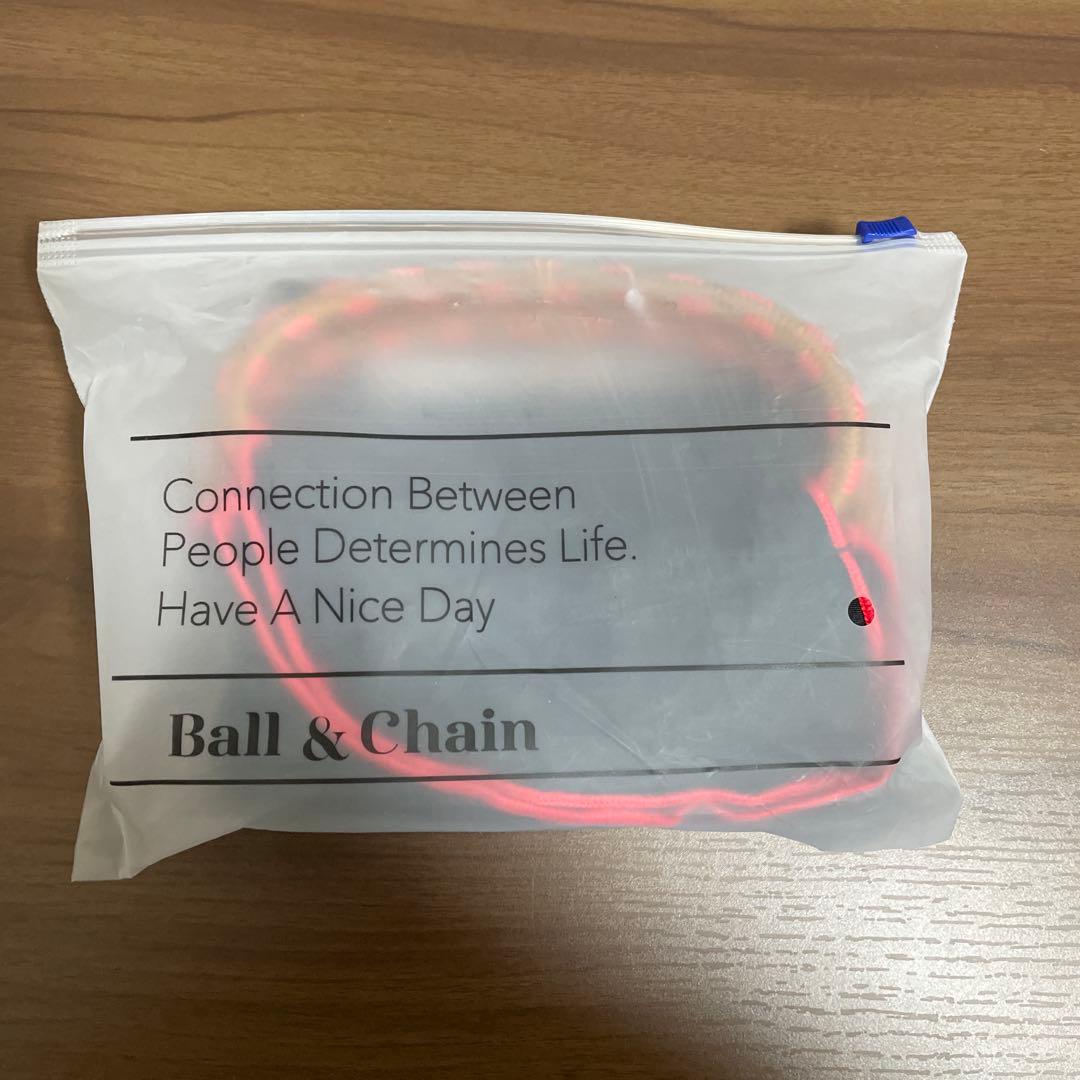 Connection Between
People Determines Life.
Have A Nice Day
Ball & Chain